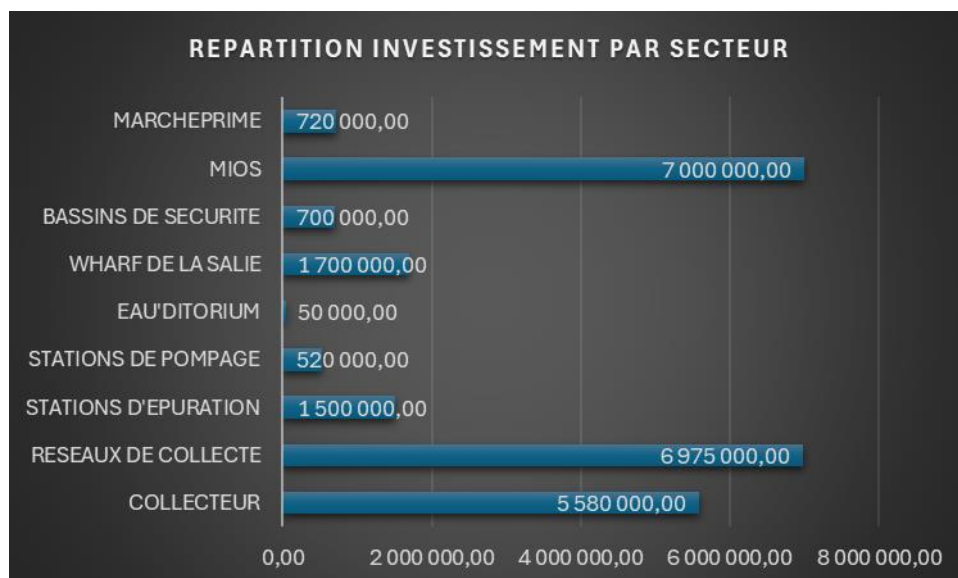 REPARTITION INVESTISSEMENT PAR SECTEUR
MARCHEPRIME 720 000,00
MIOS 7 000 000,00
BASSINS DE SECURITE 700 000,00
WHARF DE LA SALIE 1 700 000,00
EAU'DITORIUM 50 000,00
STATIONS DE POMPAGE 520 000,00
STATIONS D'EPURATION 1 500 000,00
RESEAUX DE COLLECTE 6 975 000,00
COLLECTEUR 5 580 000,00
0,00 2 000 000,00 4 000 000,00 6 000 000,00 8 000 000,00